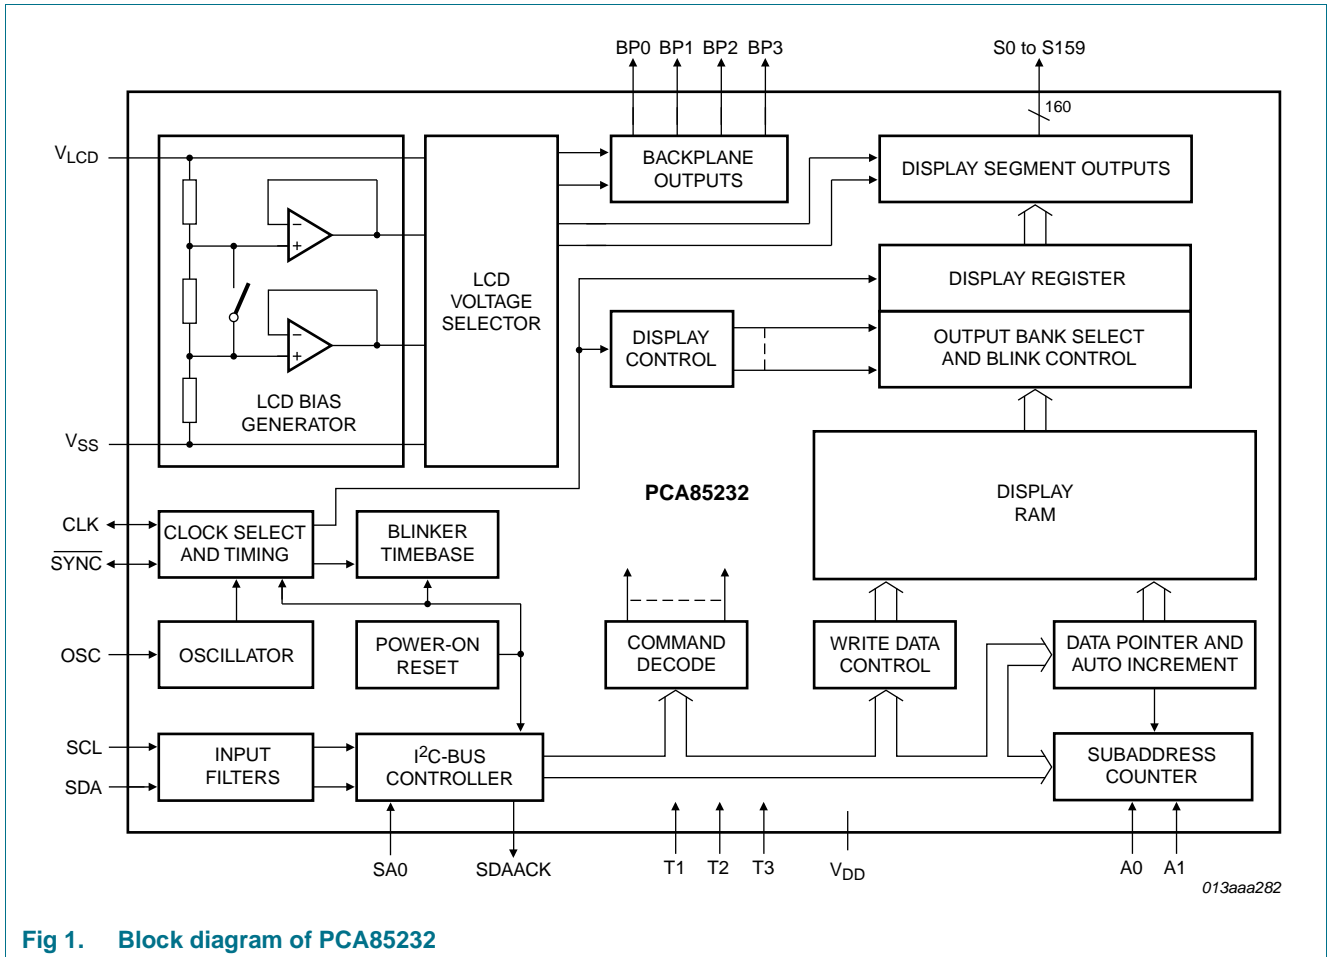 BP0 BP1 BP2 BP3
S0 to S159
160
VLCD
BACKPLANE
OUTPUTS
DISPLAY SEGMENT OUTPUTS
LCD
VOLTAGE
SELECTOR
DISPLAY REGISTER
DISPLAY
CONTROL
OUTPUT BANK SELECT
AND BLINK CONTROL
LCD BIAS
GENERATOR
VSS
PCA85232
DISPLAY
RAM
CLK
SYNC
CLOCK SELECT
AND TIMING
BLINKER
TIMEBASE
OSC
OSCILLATOR
POWER-ON
RESET
COMMAND
DECODE
WRITE DATA
CONTROL
DATA POINTER AND
AUTO INCREMENT
SCL
SDA
INPUT
FILTERS
I2C-BUS
CONTROLLER
SUBADDRESS
COUNTER
SA0
SDAACK
T1 T2 T3
VDD
A0 A1
013aaa282
Fig 1. Block diagram of PCA85232